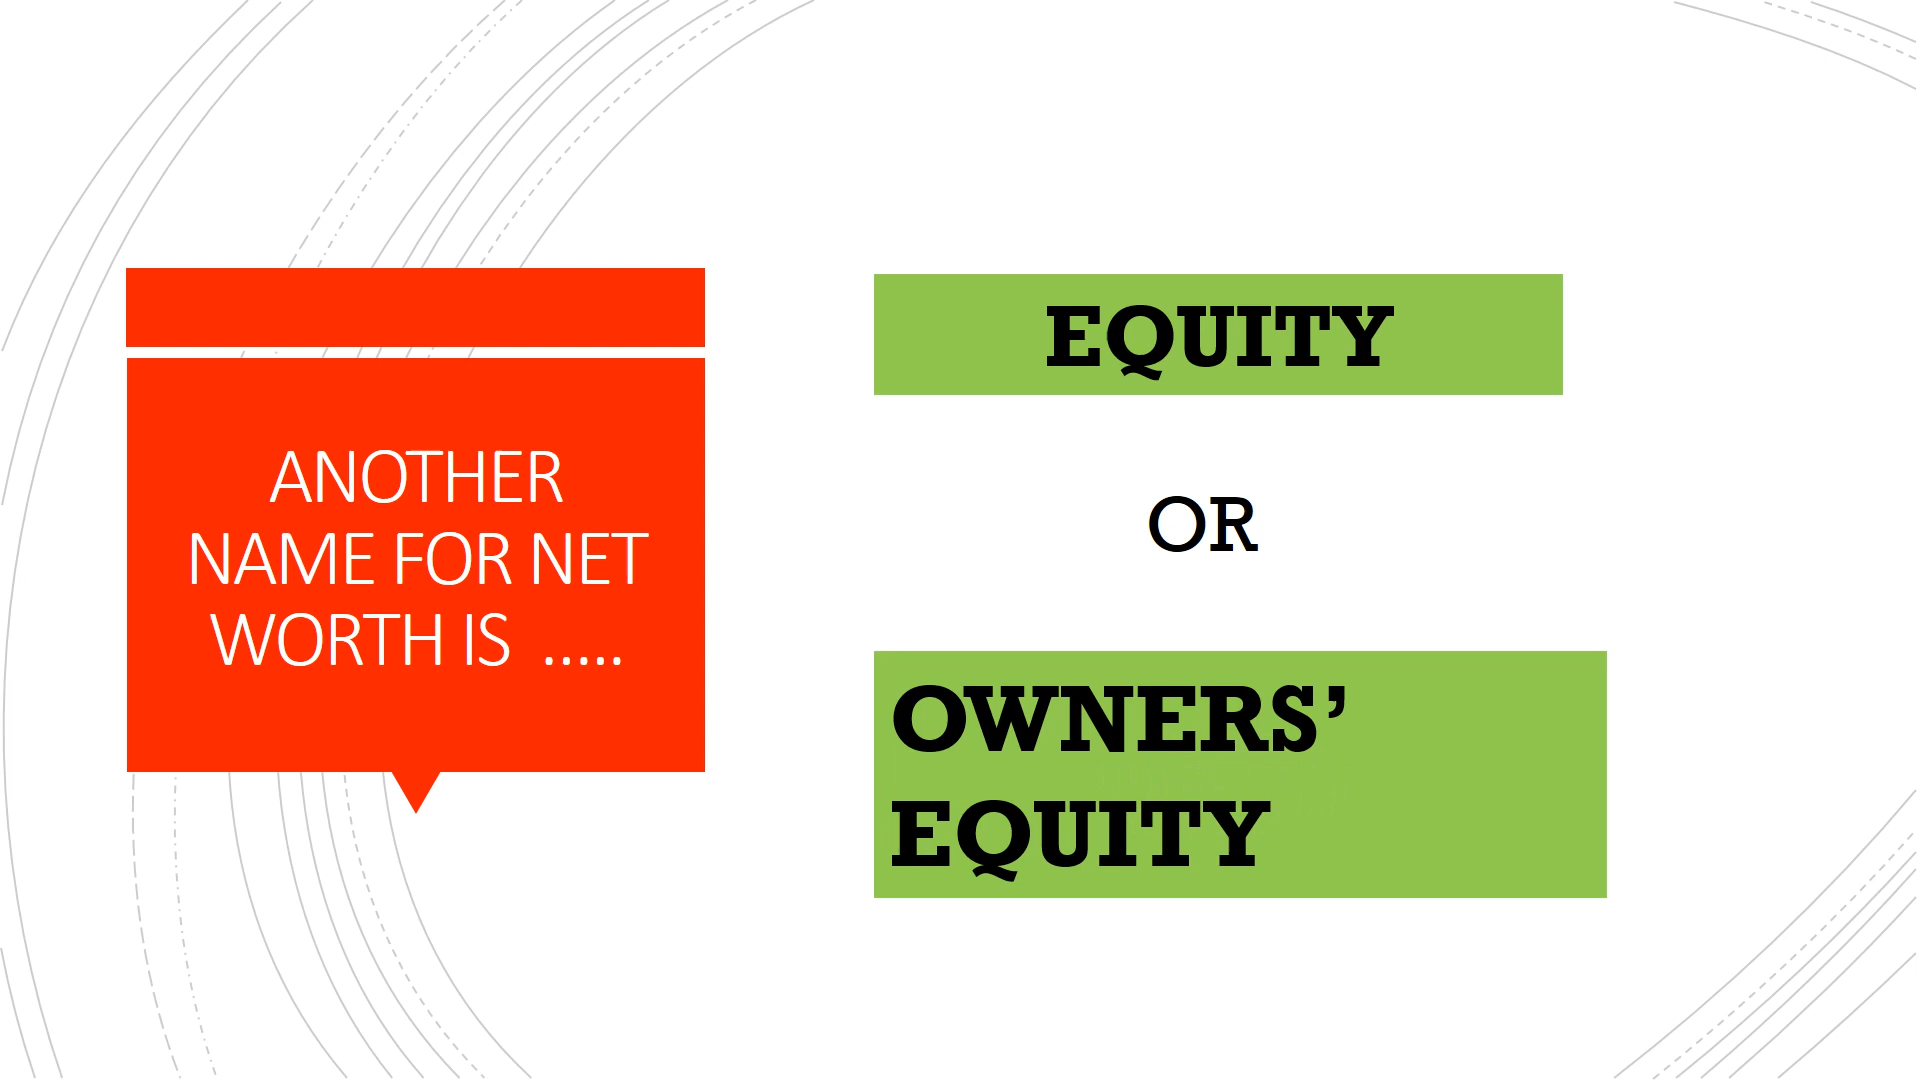 ANOTHER
NAME FOR NET
WORTH IS .....
EQUITY
OR
OWNERS’
EQUITY